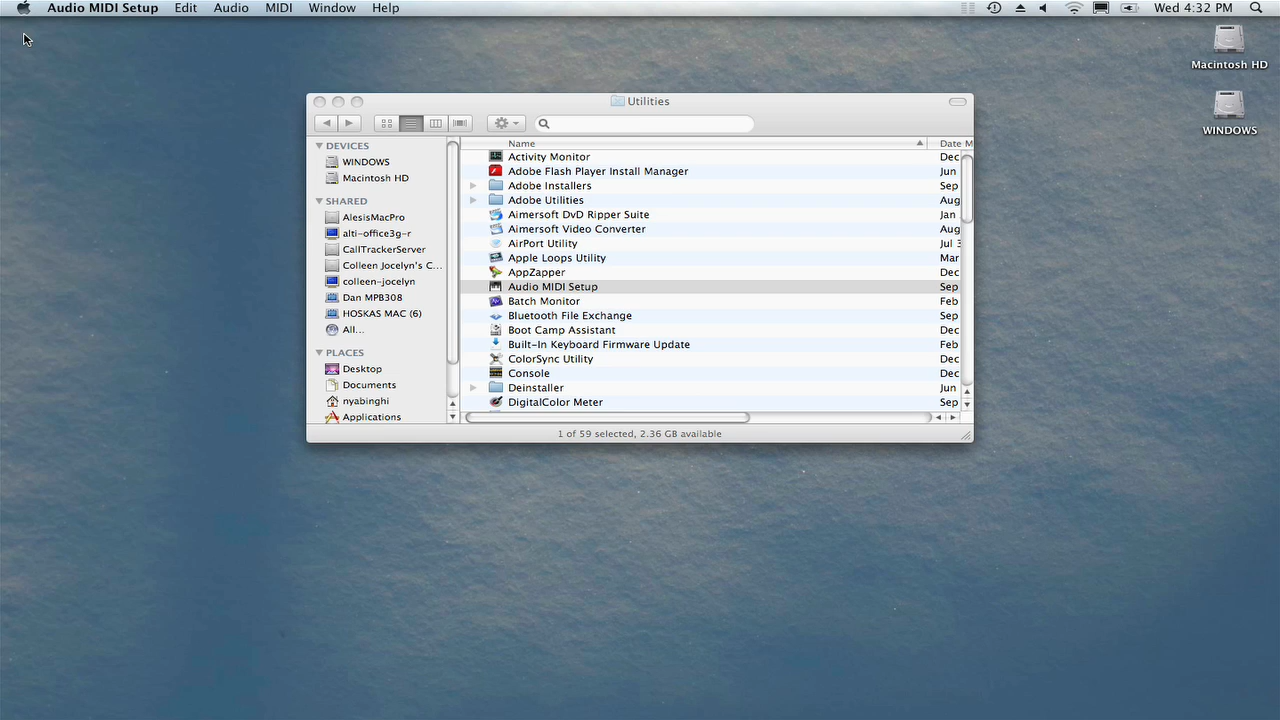 Audio MIDI Setup Edit Audio MIDI Window Help Wed 4:32 PM
Macintosh HD
WINDOWS
Utilities
DEVICES
WINDOWS
Macintosh HD
SHARED
AlesisMacPro
alti-office3g-r
CallTrackerServer
Colleen Jocelyn's C...
colleen-jocelyn
Dan MPB308
HOSKAS MAC (6)
All...
PLACES
Desktop
Documents
nyabinghi
Applications
Name Date M
Activity Monitor Dec
Adobe Flash Player Install Manager Jun
Adobe Installers Sep
Adobe Utilities Aug
Aimersoft DvD Ripper Suite Jan
Aimersoft Video Converter Aug
AirPort Utility Jul 3
Apple Loops Utility Mar
AppZapper Dec
Audio MIDI Setup Sep
Batch Monitor Feb
Bluetooth File Exchange Sep
Boot Camp Assistant Dec
Built-In Keyboard Firmware Update Feb
ColorSync Utility Dec
Console Dec
Deinstaller Jun
DigitalColor Meter Sep
1 of 59 selected, 2.36 GB available